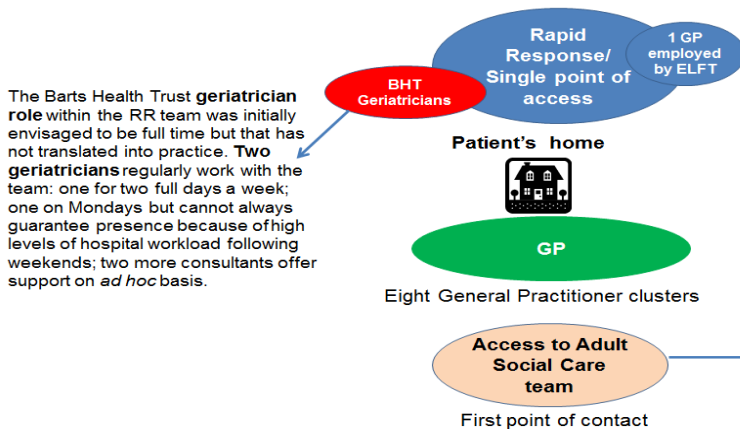 Rapid
Response/
Single point of
access
1 GP
employed
by ELFT
BHT
Geriatricians
The Barts Health Trust geriatrician
role within the RR team was initially
envisaged to be full time but that has
not translated into practice. Two
geriatricians regularly work with the
team: one for two full days a week;
one on Mondays but cannot always
guarantee presence because of high
levels of hospital workload following
weekends; two more consultants offer
support on ad hoc basis.
Patient's home
GP
Eight General Practitioner clusters
Access to Adult
Social Care
team
First point of contact